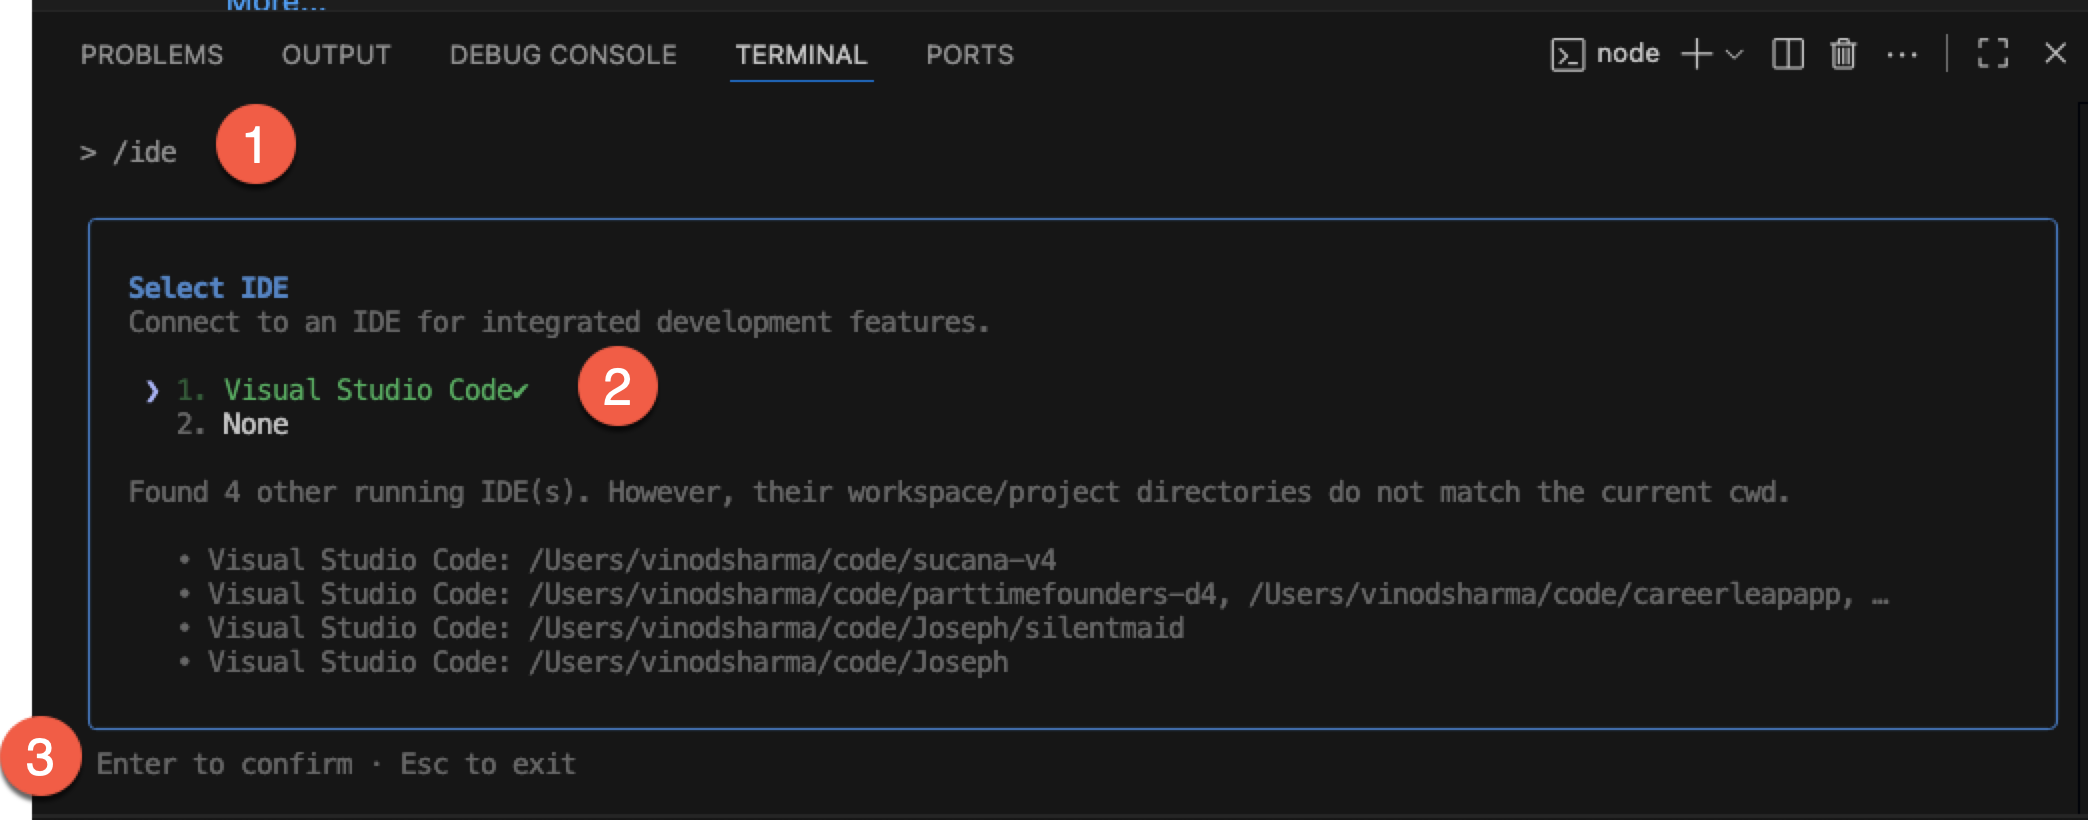 More...
PROBLEMS OUTPUT DEBUG CONSOLE TERMINAL PORTS node
> /ide 1
Select IDE
Connect to an IDE for integrated development features.
❯ 1. Visual Studio Code✔ 2
2. None
Found 4 other running IDE(s). However, their workspace/project directories do not match the current cwd.
• Visual Studio Code: /Users/vinodsharma/code/sucana-v4
• Visual Studio Code: /Users/vinodsharma/code/parttimefounders-d4, /Users/vinodsharma/code/careerleapapp, …
• Visual Studio Code: /Users/vinodsharma/code/Joseph/silentmaid
• Visual Studio Code: /Users/vinodsharma/code/Joseph
3 Enter to confirm · Esc to exit